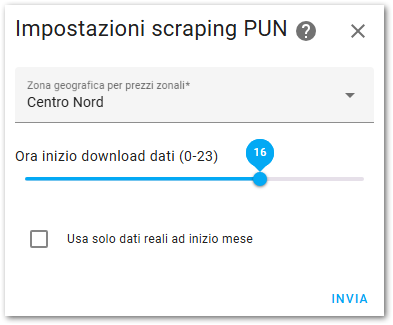 Impostazioni scraping PUN ?
Zona geografica per prezzi zonali*
Centro Nord
Ora inizio download dati (0-23)
16
Usa solo dati reali ad inizio mese
INVIA